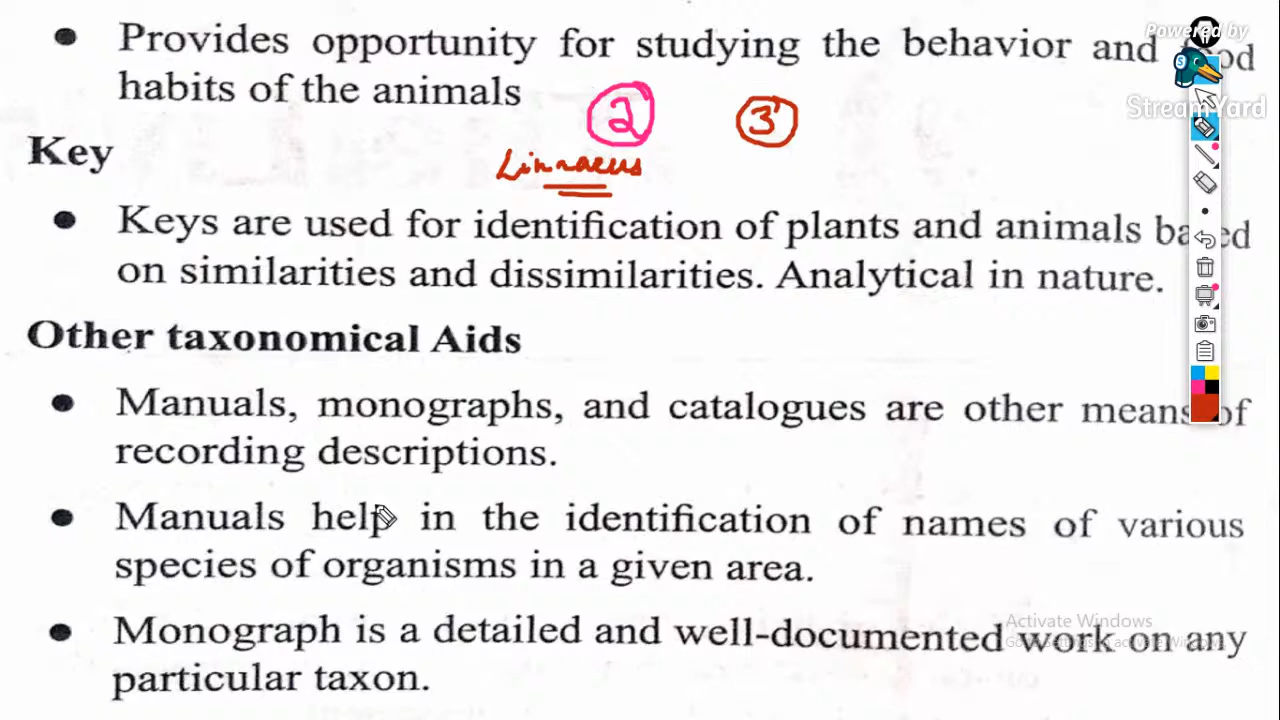 Powered by
• Provides opportunity for studying the behavior and food
habits of the animals
StreamYard
2 3
Key
Linnaeus
• Keys are used for identification of plants and animals based
on similarities and dissimilarities. Analytical in nature.
Other taxonomical Aids
• Manuals, monographs, and catalogues are other means of
recording descriptions.
• Manuals help in the identification of names of various
species of organisms in a given area.
Activate Windows
• Monograph is a detailed and well-documented work on any
particular taxon.